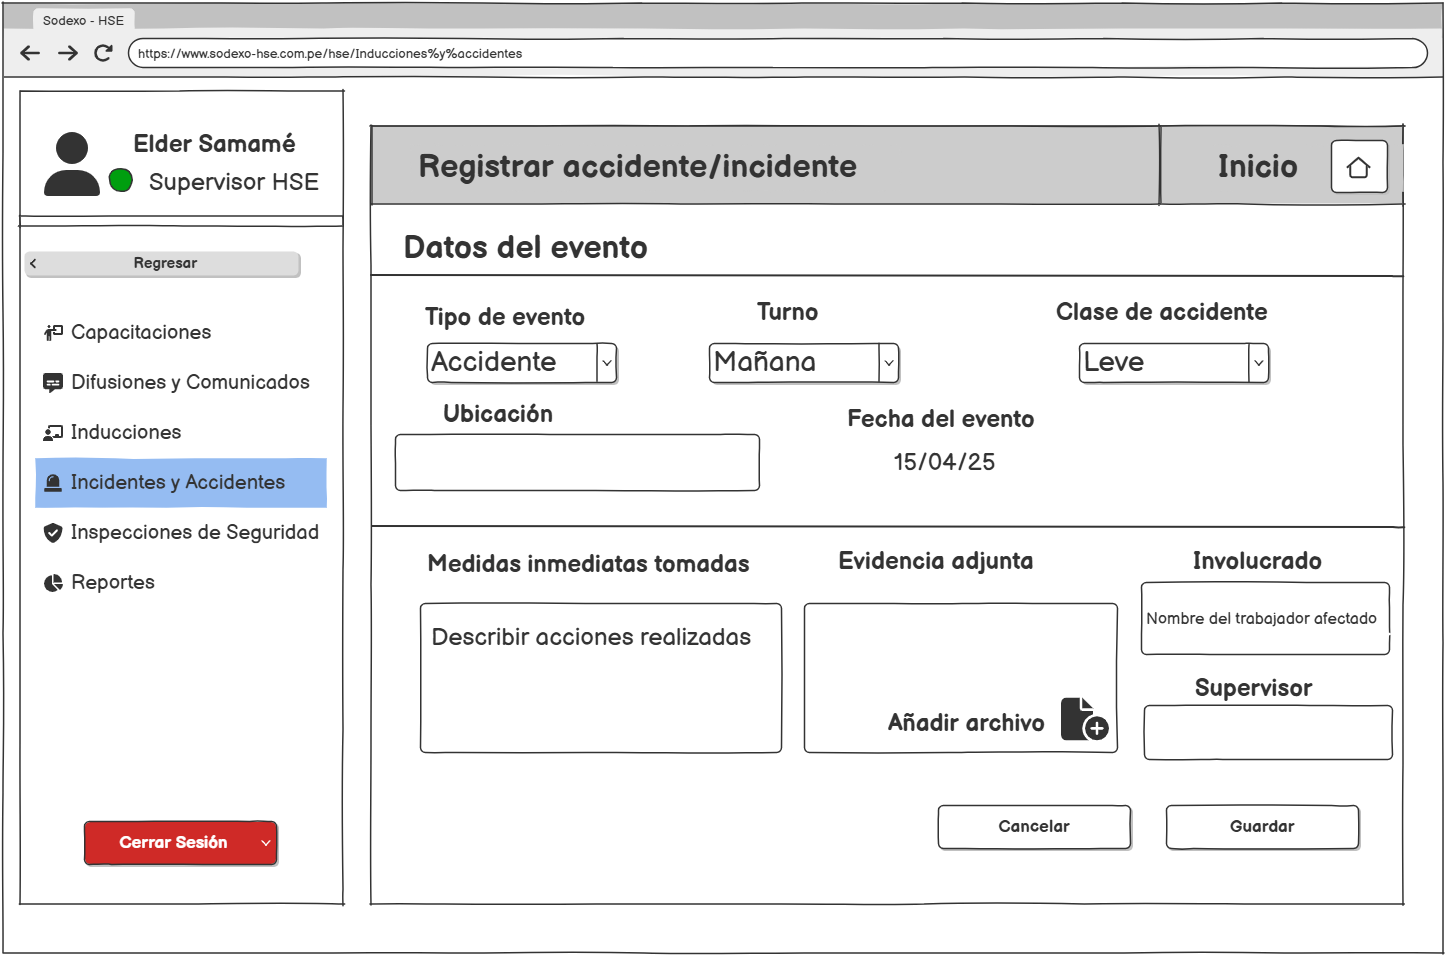 Sodexo - HSE
https://www.sodexo-hse.com.pe/hse/Inducciones%y%accidentes
Elder Samamé
Supervisor HSE
Regresar
Capacitaciones
Difusiones y Comunicados
Inducciones
Incidentes y Accidentes
Inspecciones de Seguridad
Reportes
Cerrar Sesión
Registrar accidente/incidente
Inicio
Datos del evento
Tipo de evento
Turno
Clase de accidente
Accidente
Mañana
Leve
Ubicación
Fecha del evento
15/04/25
Medidas inmediatas tomadas
Evidencia adjunta
Involucrado
Describir acciones realizadas
Nombre del trabajador afectado
Añadir archivo
Supervisor
Cancelar
Guardar